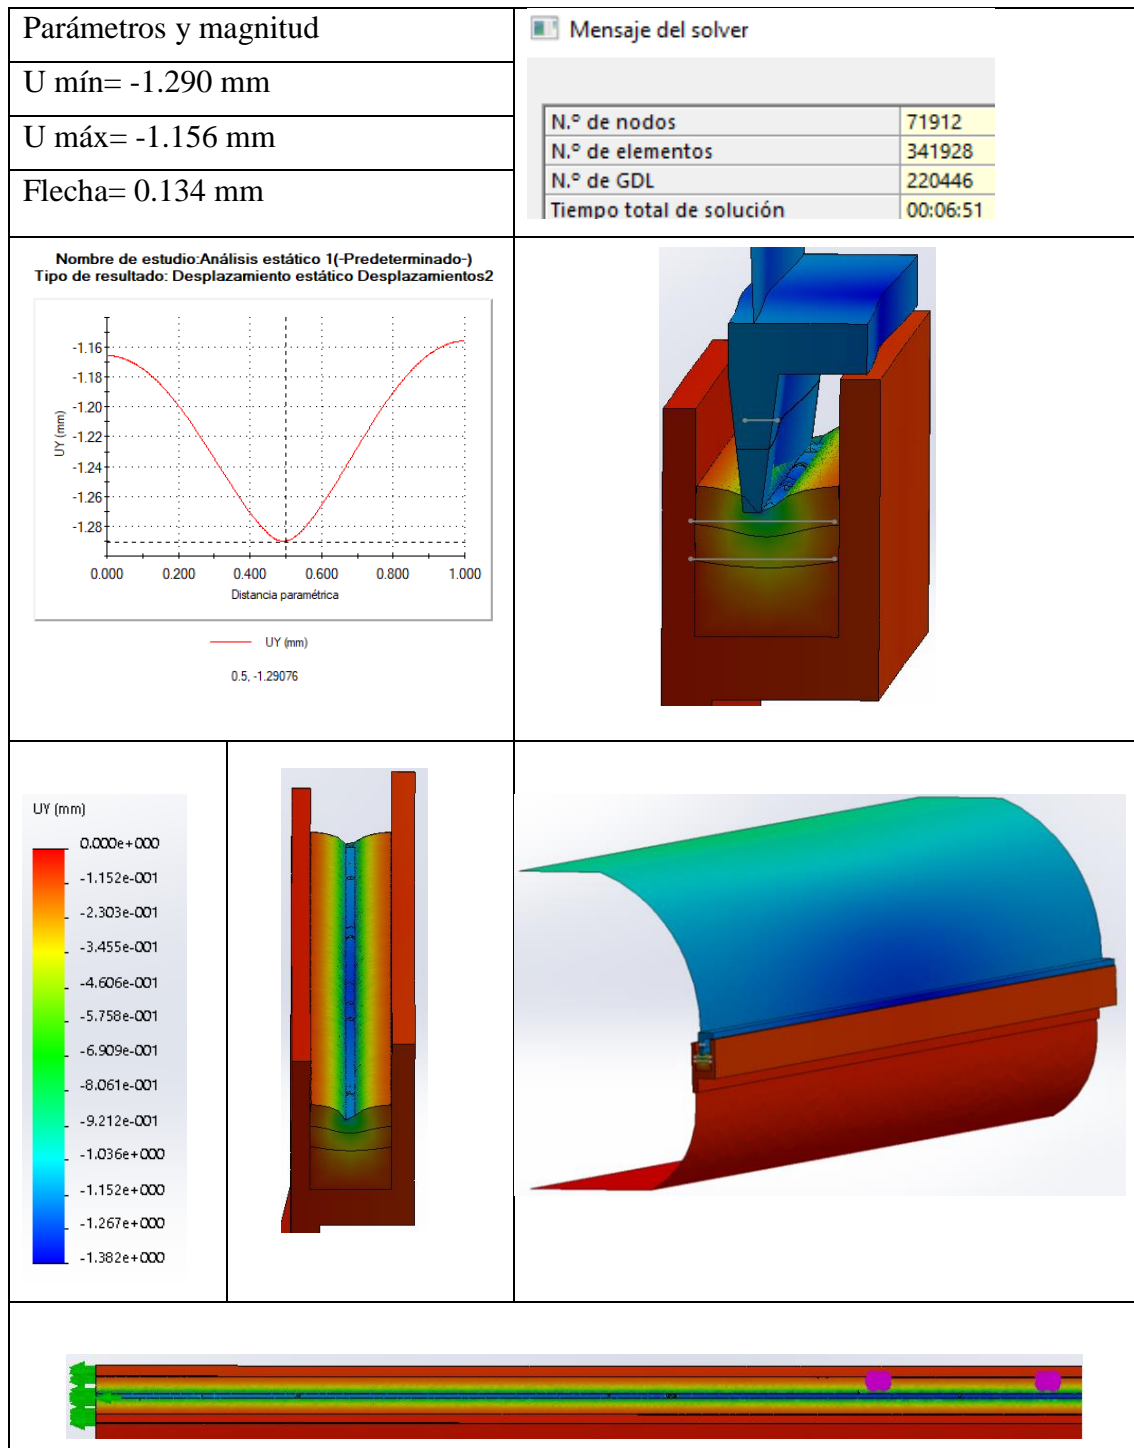 Parámetros y magnitud
U mín= -1.290 mm
U máx= -1.156 mm
Flecha= 0.134 mm
Mensaje del solver
N.º de nodos 71912
N.º de elementos 341928
N.º de GDL 220446
Tiempo total de solución 00:06:51
Nombre de estudio:Análisis estático 1(-Predeterminado-)
Tipo de resultado: Desplazamiento estático Desplazamientos2
-1.16
-1.18
-1.20
-1.22
-1.24
-1.26
-1.28
UY (mm)
0.000 0.200 0.400 0.600 0.800 1.000
Distancia paramétrica
UY (mm)
0.5, -1.29076
UY (mm)
0.000e+000
-1.152e-001
-2.303e-001
-3.455e-001
-4.606e-001
-5.758e-001
-6.909e-001
-8.061e-001
-9.212e-001
-1.036e+000
-1.152e+000
-1.267e+000
-1.382e+000